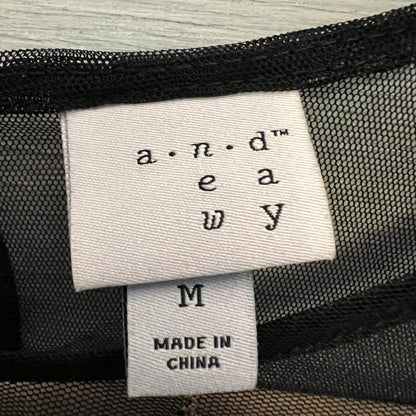 a · n · d™
e a
w y
M
MADE IN
CHINA